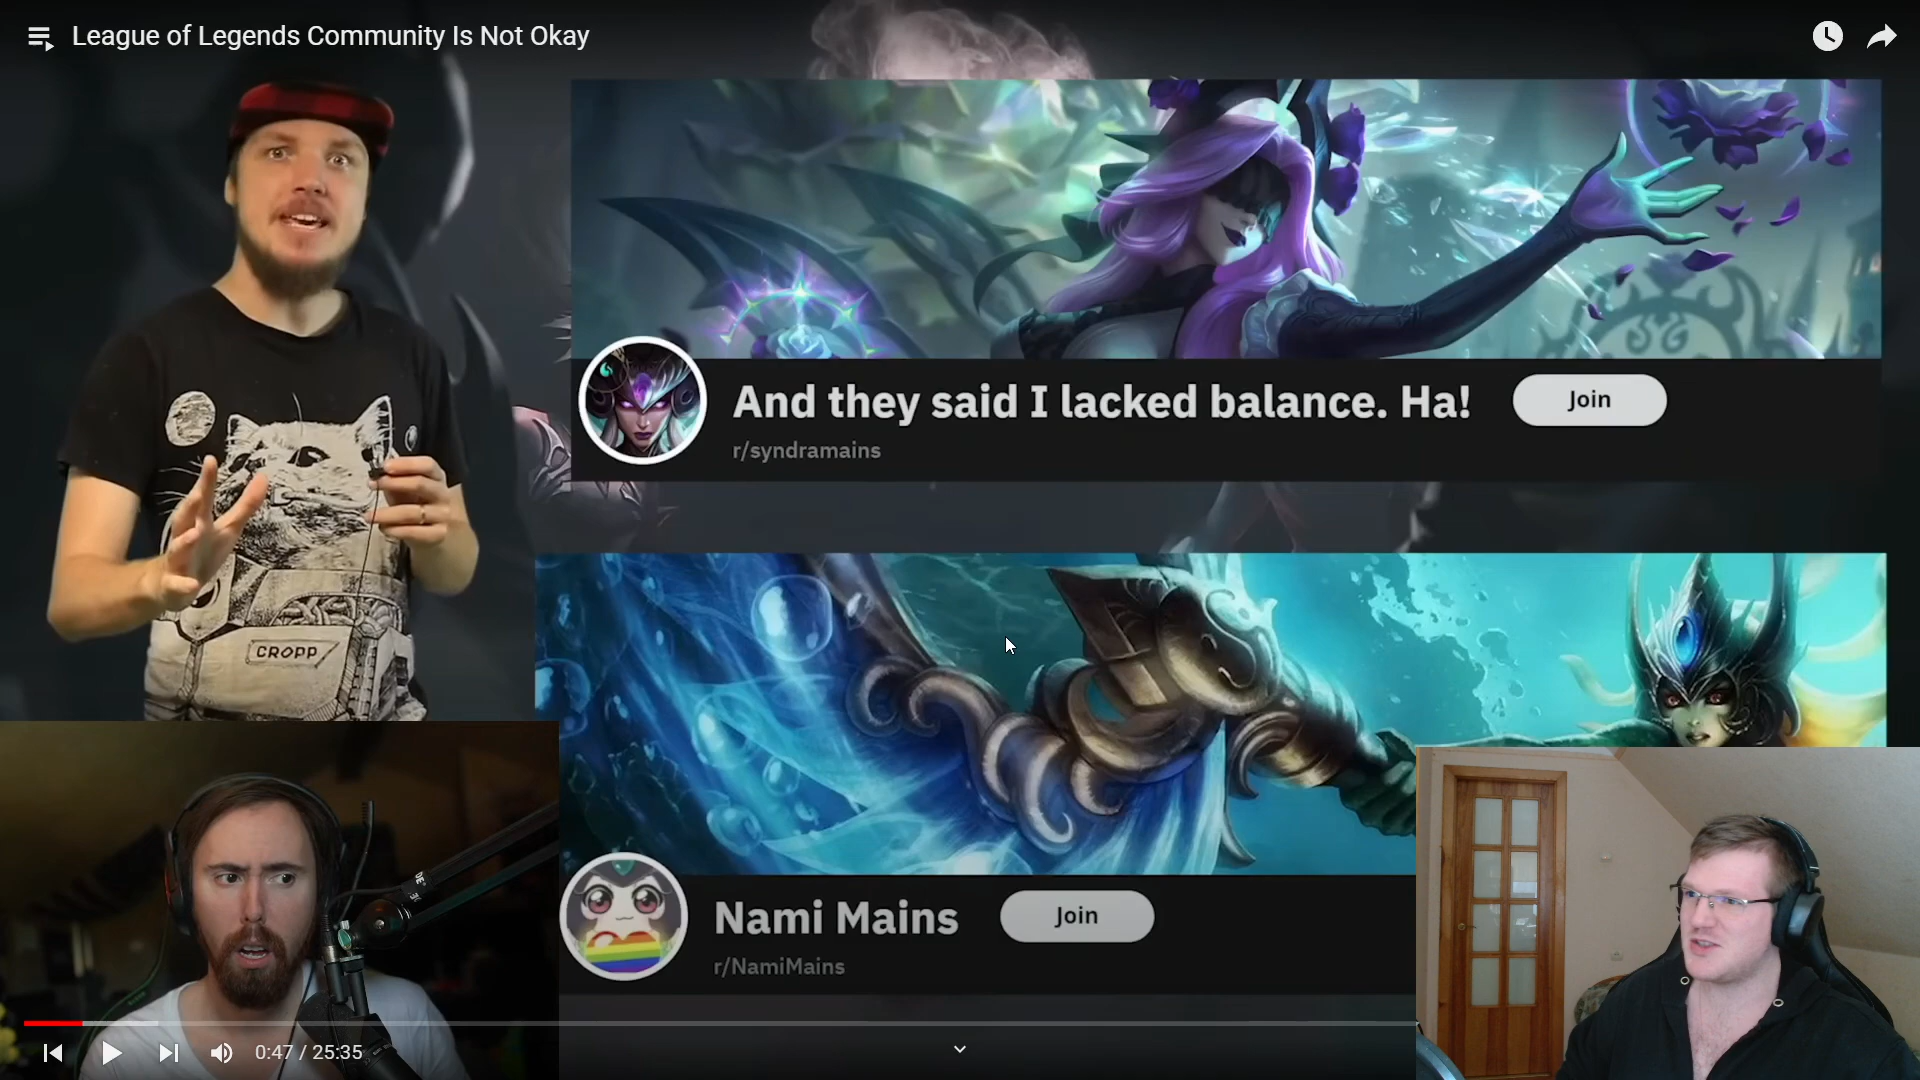 League of Legends Community Is Not Okay
And they said I lacked balance. Ha!
Join
r/syndramains
CROPP
Nami Mains
Join
r/NamiMains
0:47 / 25:35